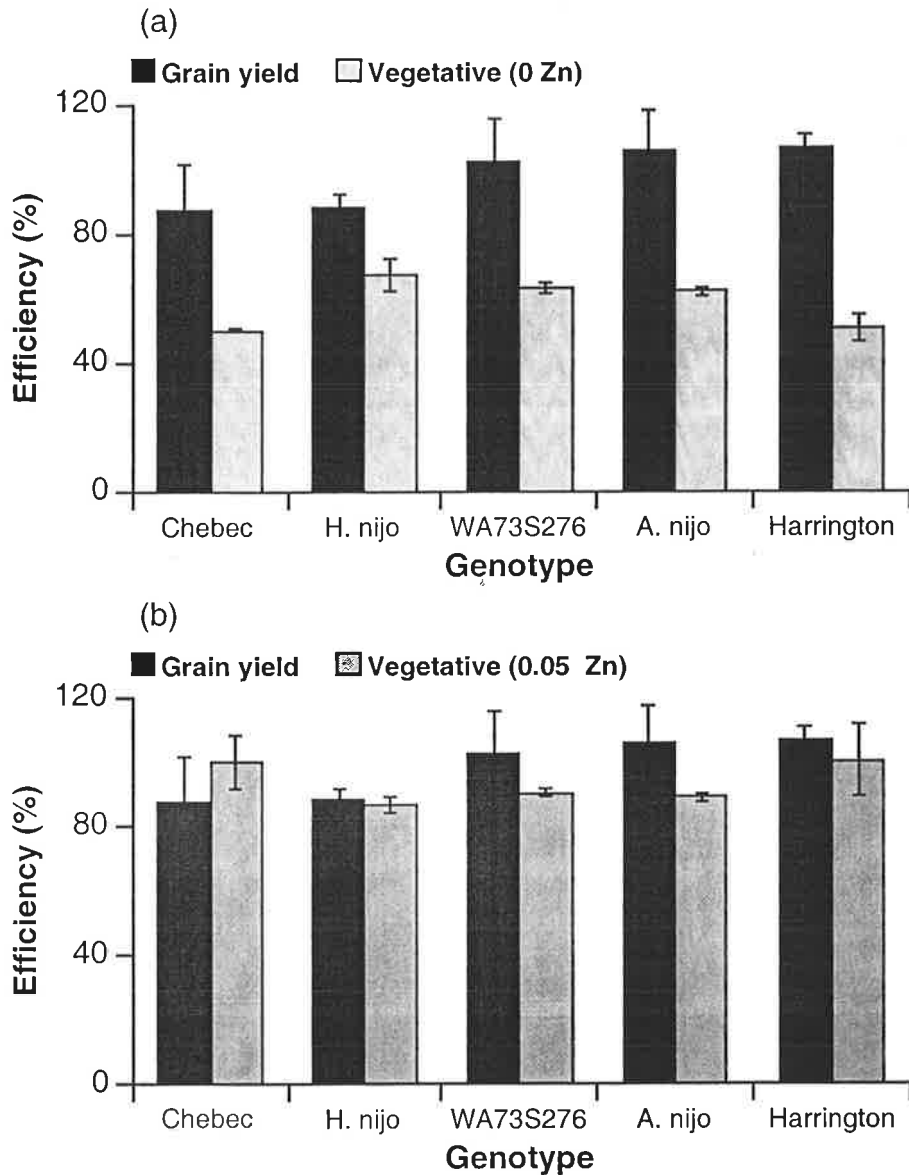 (a)
Grain yield Vegetative (0 Zn)
120
80
40
0
Efficiency (%)
Chebec H. nijo WA73S276 A. nijo Harrington
Genotype
(b)
Grain yield Vegetative (0.05 Zn)
120
80
40
0
Efficiency (%)
Chebec H. nijo WA73S276 A. nijo Harrington
Genotype